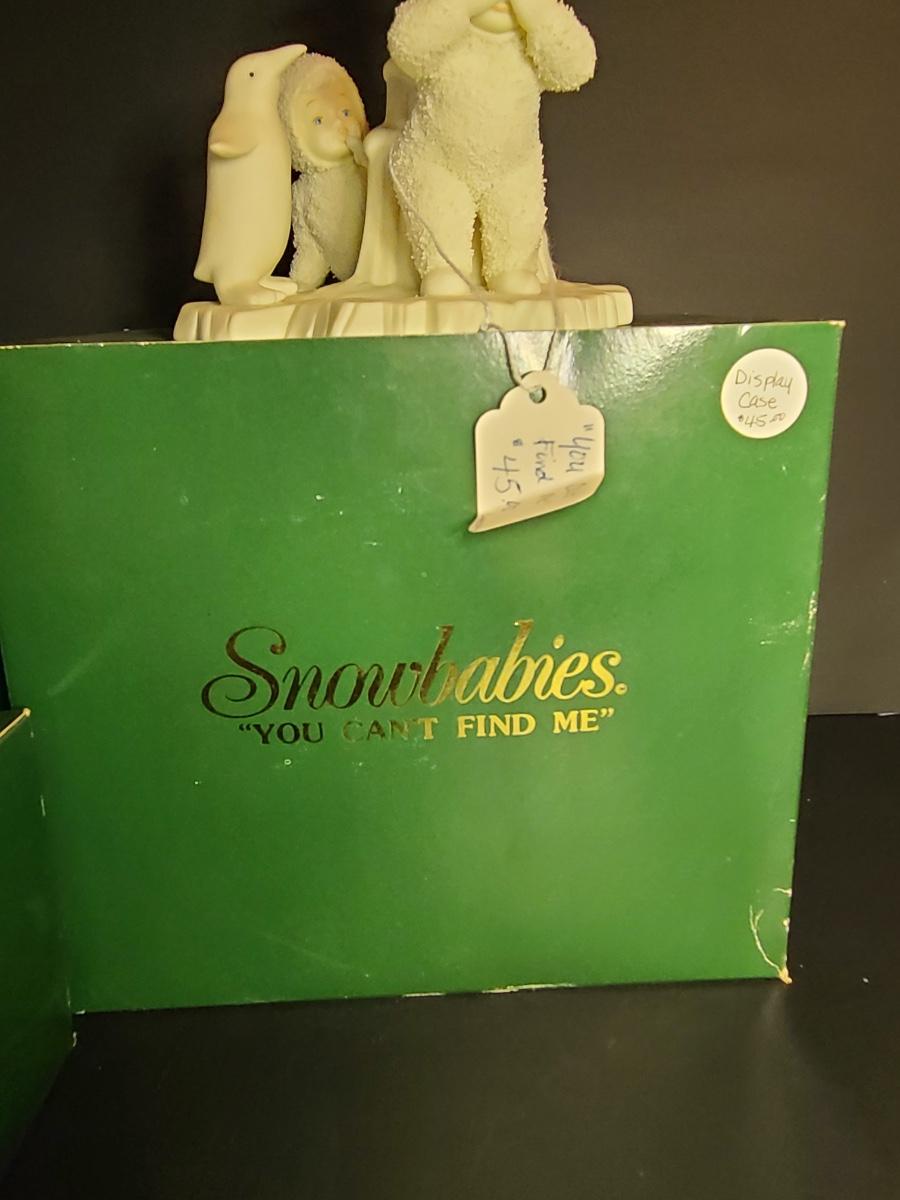 Display
Case
$45.00
"You
Find
$45.
Snowbabies.
"YOU CAN'T FIND ME"